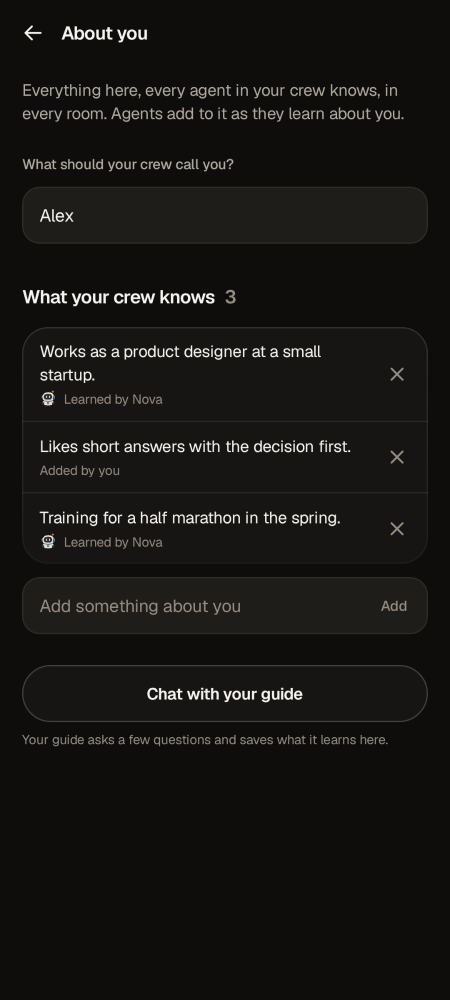 About you
Everything here, every agent in your crew knows, in
every room. Agents add to it as they learn about you.
What should your crew call you?
Alex
What your crew knows 3
Works as a product designer at a small
startup.
Learned by Nova
Likes short answers with the decision first.
Added by you
Training for a half marathon in the spring.
Learned by Nova
Add something about you Add
Chat with your guide
Your guide asks a few questions and saves what it learns here.